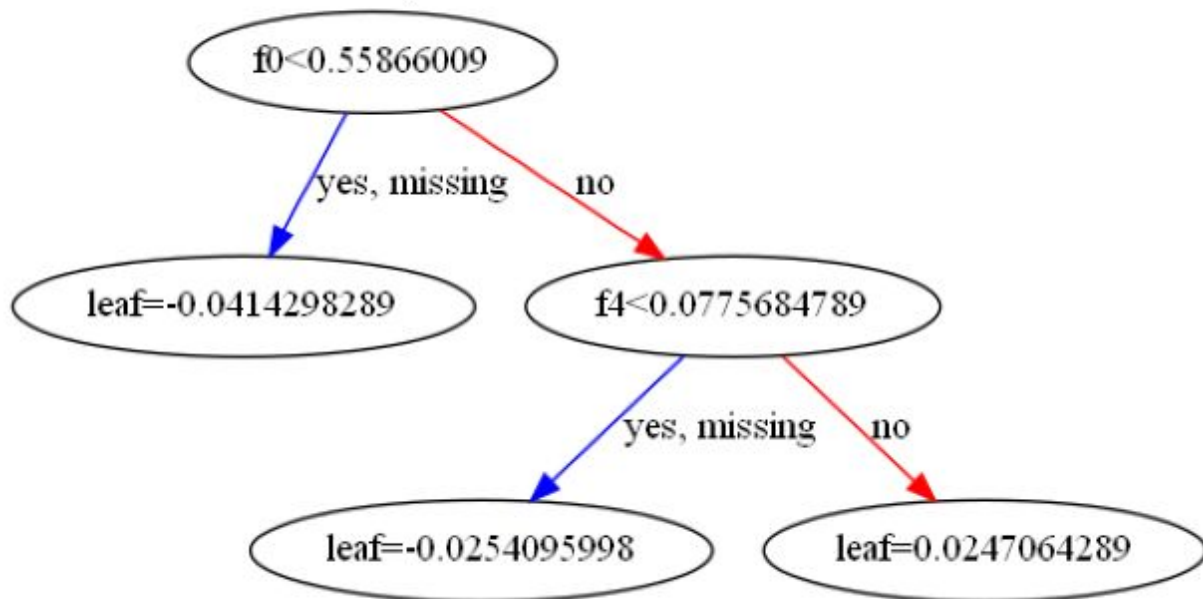 f0<0.55866009
yes, missing
no
leaf=-0.0414298289
f4<0.0775684789
yes, missing
no
leaf=-0.0254095998
leaf=0.0247064289